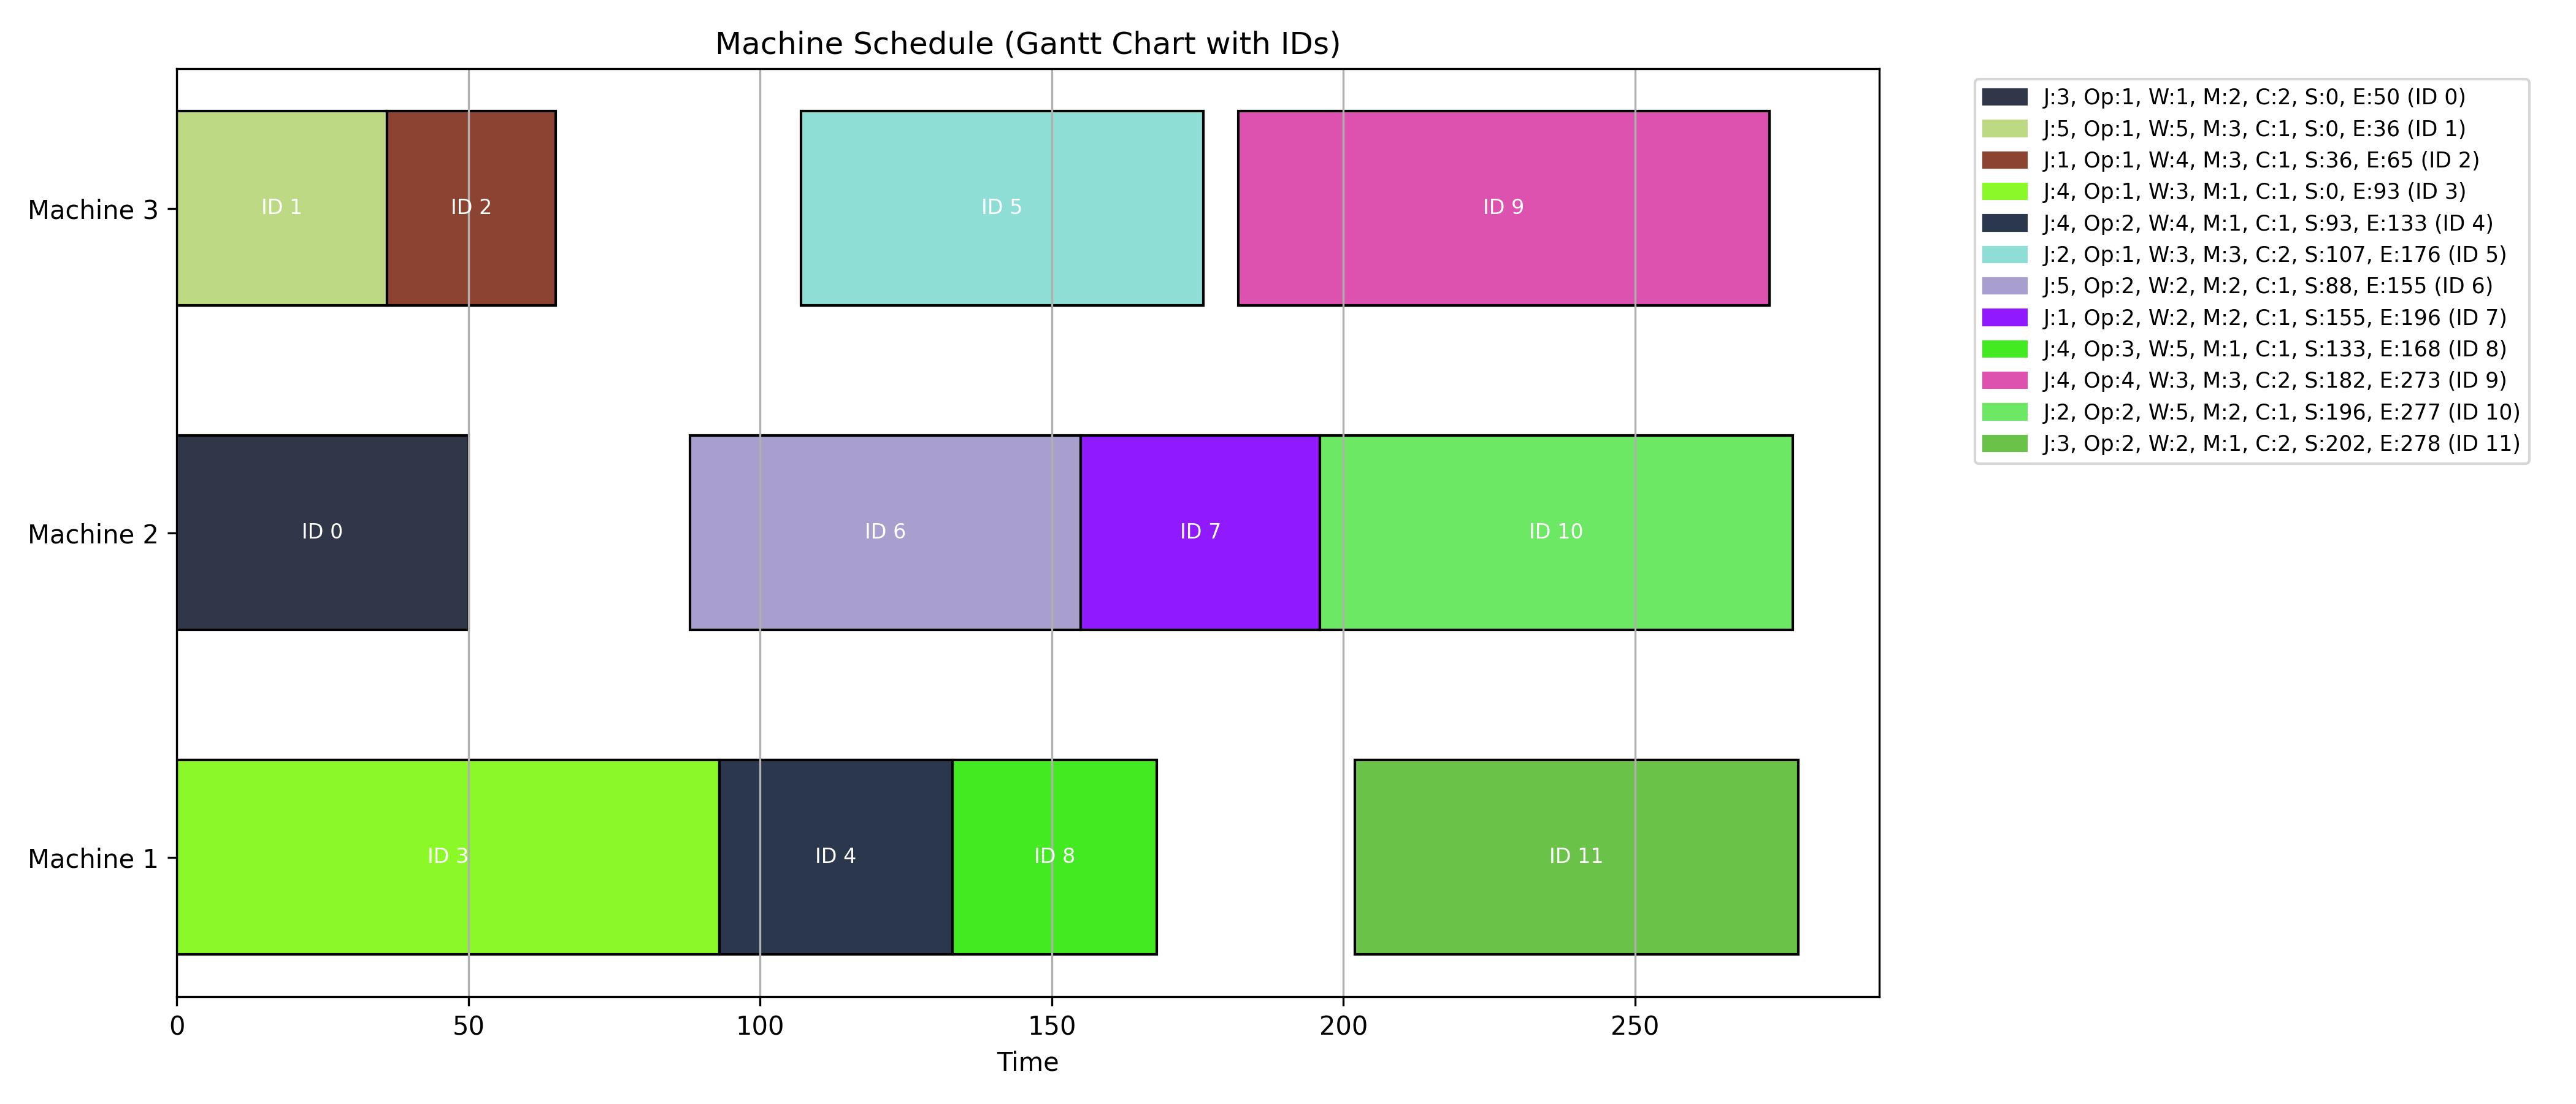 Machine Schedule (Gantt Chart with IDs)
Machine 3
ID 1
ID 2
ID 5
ID 9
Machine 2
ID 0
ID 6
ID 7
ID 10
Machine 1
ID 3
ID 4
ID 8
ID 11
0
50
100
150
200
250
Time
J:3, Op:1, W:1, M:2, C:2, S:0, E:50 (ID 0)
J:5, Op:1, W:5, M:3, C:1, S:0, E:36 (ID 1)
J:1, Op:1, W:4, M:3, C:1, S:36, E:65 (ID 2)
J:4, Op:1, W:3, M:1, C:1, S:0, E:93 (ID 3)
J:4, Op:2, W:4, M:1, C:1, S:93, E:133 (ID 4)
J:2, Op:1, W:3, M:3, C:2, S:107, E:176 (ID 5)
J:5, Op:2, W:2, M:2, C:1, S:88, E:155 (ID 6)
J:1, Op:2, W:2, M:2, C:1, S:155, E:196 (ID 7)
J:4, Op:3, W:5, M:1, C:1, S:133, E:168 (ID 8)
J:4, Op:4, W:3, M:3, C:2, S:182, E:273 (ID 9)
J:2, Op:2, W:5, M:2, C:1, S:196, E:277 (ID 10)
J:3, Op:2, W:2, M:1, C:2, S:202, E:278 (ID 11)